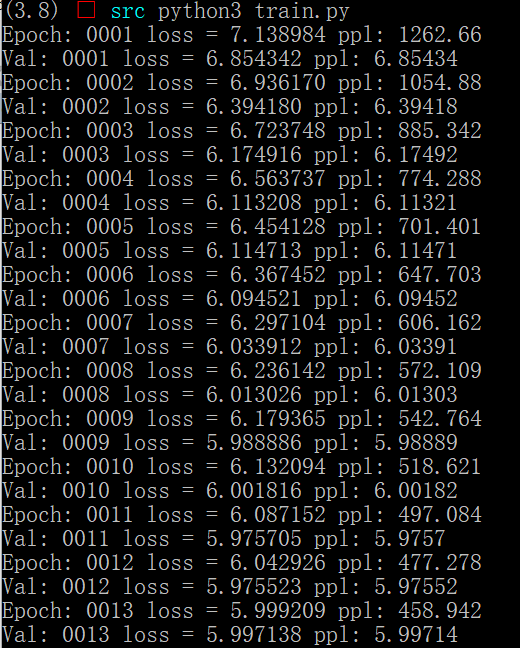 (3.8) □ src python3 train.py
Epoch: 0001 loss = 7.138984 ppl: 1262.66
Val: 0001 loss = 6.854342 ppl: 6.85434
Epoch: 0002 loss = 6.936170 ppl: 1054.88
Val: 0002 loss = 6.394180 ppl: 6.39418
Epoch: 0003 loss = 6.723748 ppl: 885.342
Val: 0003 loss = 6.174916 ppl: 6.17492
Epoch: 0004 loss = 6.563737 ppl: 774.288
Val: 0004 loss = 6.113208 ppl: 6.11321
Epoch: 0005 loss = 6.454128 ppl: 701.401
Val: 0005 loss = 6.114713 ppl: 6.11471
Epoch: 0006 loss = 6.367452 ppl: 647.703
Val: 0006 loss = 6.094521 ppl: 6.09452
Epoch: 0007 loss = 6.297104 ppl: 606.162
Val: 0007 loss = 6.033912 ppl: 6.03391
Epoch: 0008 loss = 6.236142 ppl: 572.109
Val: 0008 loss = 6.013026 ppl: 6.01303
Epoch: 0009 loss = 6.179365 ppl: 542.764
Val: 0009 loss = 5.988886 ppl: 5.98889
Epoch: 0010 loss = 6.132094 ppl: 518.621
Val: 0010 loss = 6.001816 ppl: 6.00182
Epoch: 0011 loss = 6.087152 ppl: 497.084
Val: 0011 loss = 5.975705 ppl: 5.9757
Epoch: 0012 loss = 6.042926 ppl: 477.278
Val: 0012 loss = 5.975523 ppl: 5.97552
Epoch: 0013 loss = 5.999209 ppl: 458.942
Val: 0013 loss = 5.997138 ppl: 5.99714